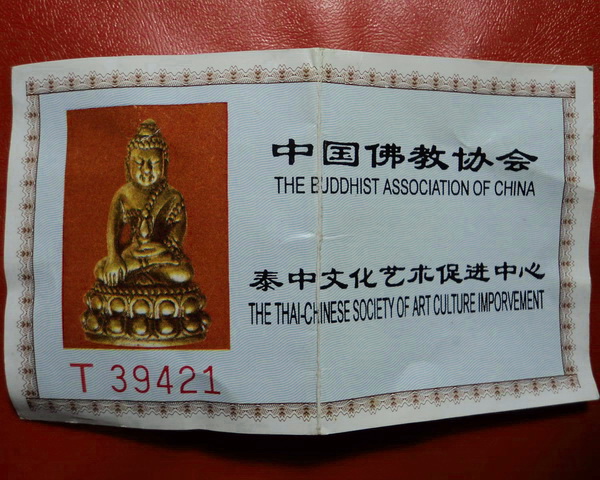 中国佛教协会
THE BUDDHIST ASSOCIATION OF CHINA
泰中文化艺术促进中心
THE THAI-CHINESE SOCIETY OF ART CULTURE IMPORVEMENT
T 39421